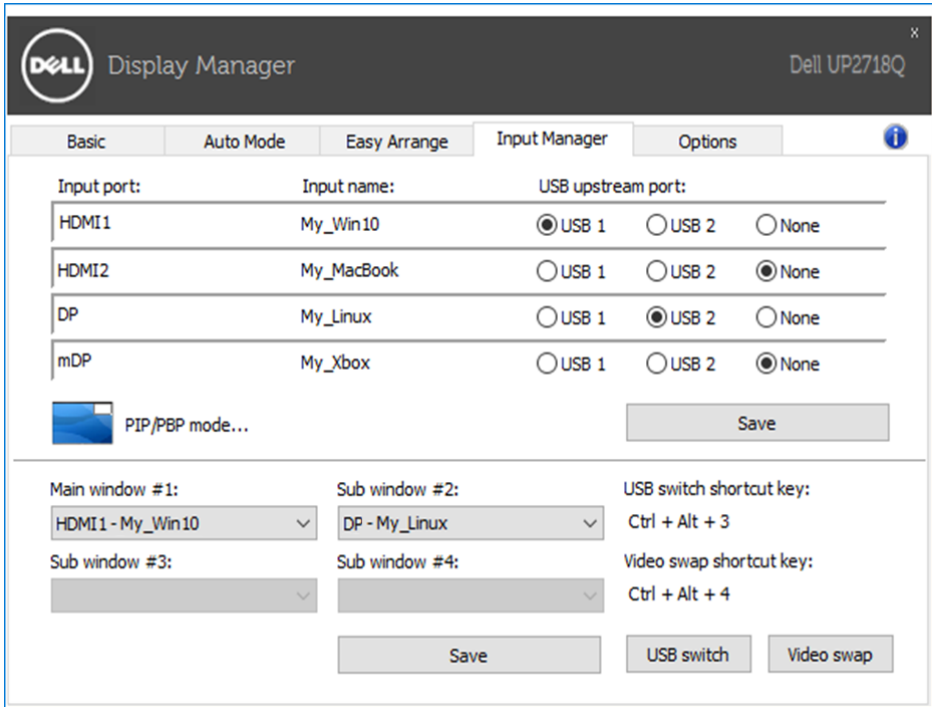 x
DELL Display Manager Dell UP2718Q
Basic Auto Mode Easy Arrange Input Manager Options i
Input port: Input name: USB upstream port:
HDMI1 My_Win10 USB 1 USB 2 None
HDMI2 My_MacBook USB 1 USB 2 None
DP My_Linux USB 1 USB 2 None
mDP My_Xbox USB 1 USB 2 None
PIP/PBP mode... Save
Main window #1: Sub window #2: USB switch shortcut key:
HDMI1 - My_Win10 DP - My_Linux Ctrl + Alt + 3
Sub window #3: Sub window #4: Video swap shortcut key:
Ctrl + Alt + 4
Save USB switch Video swap